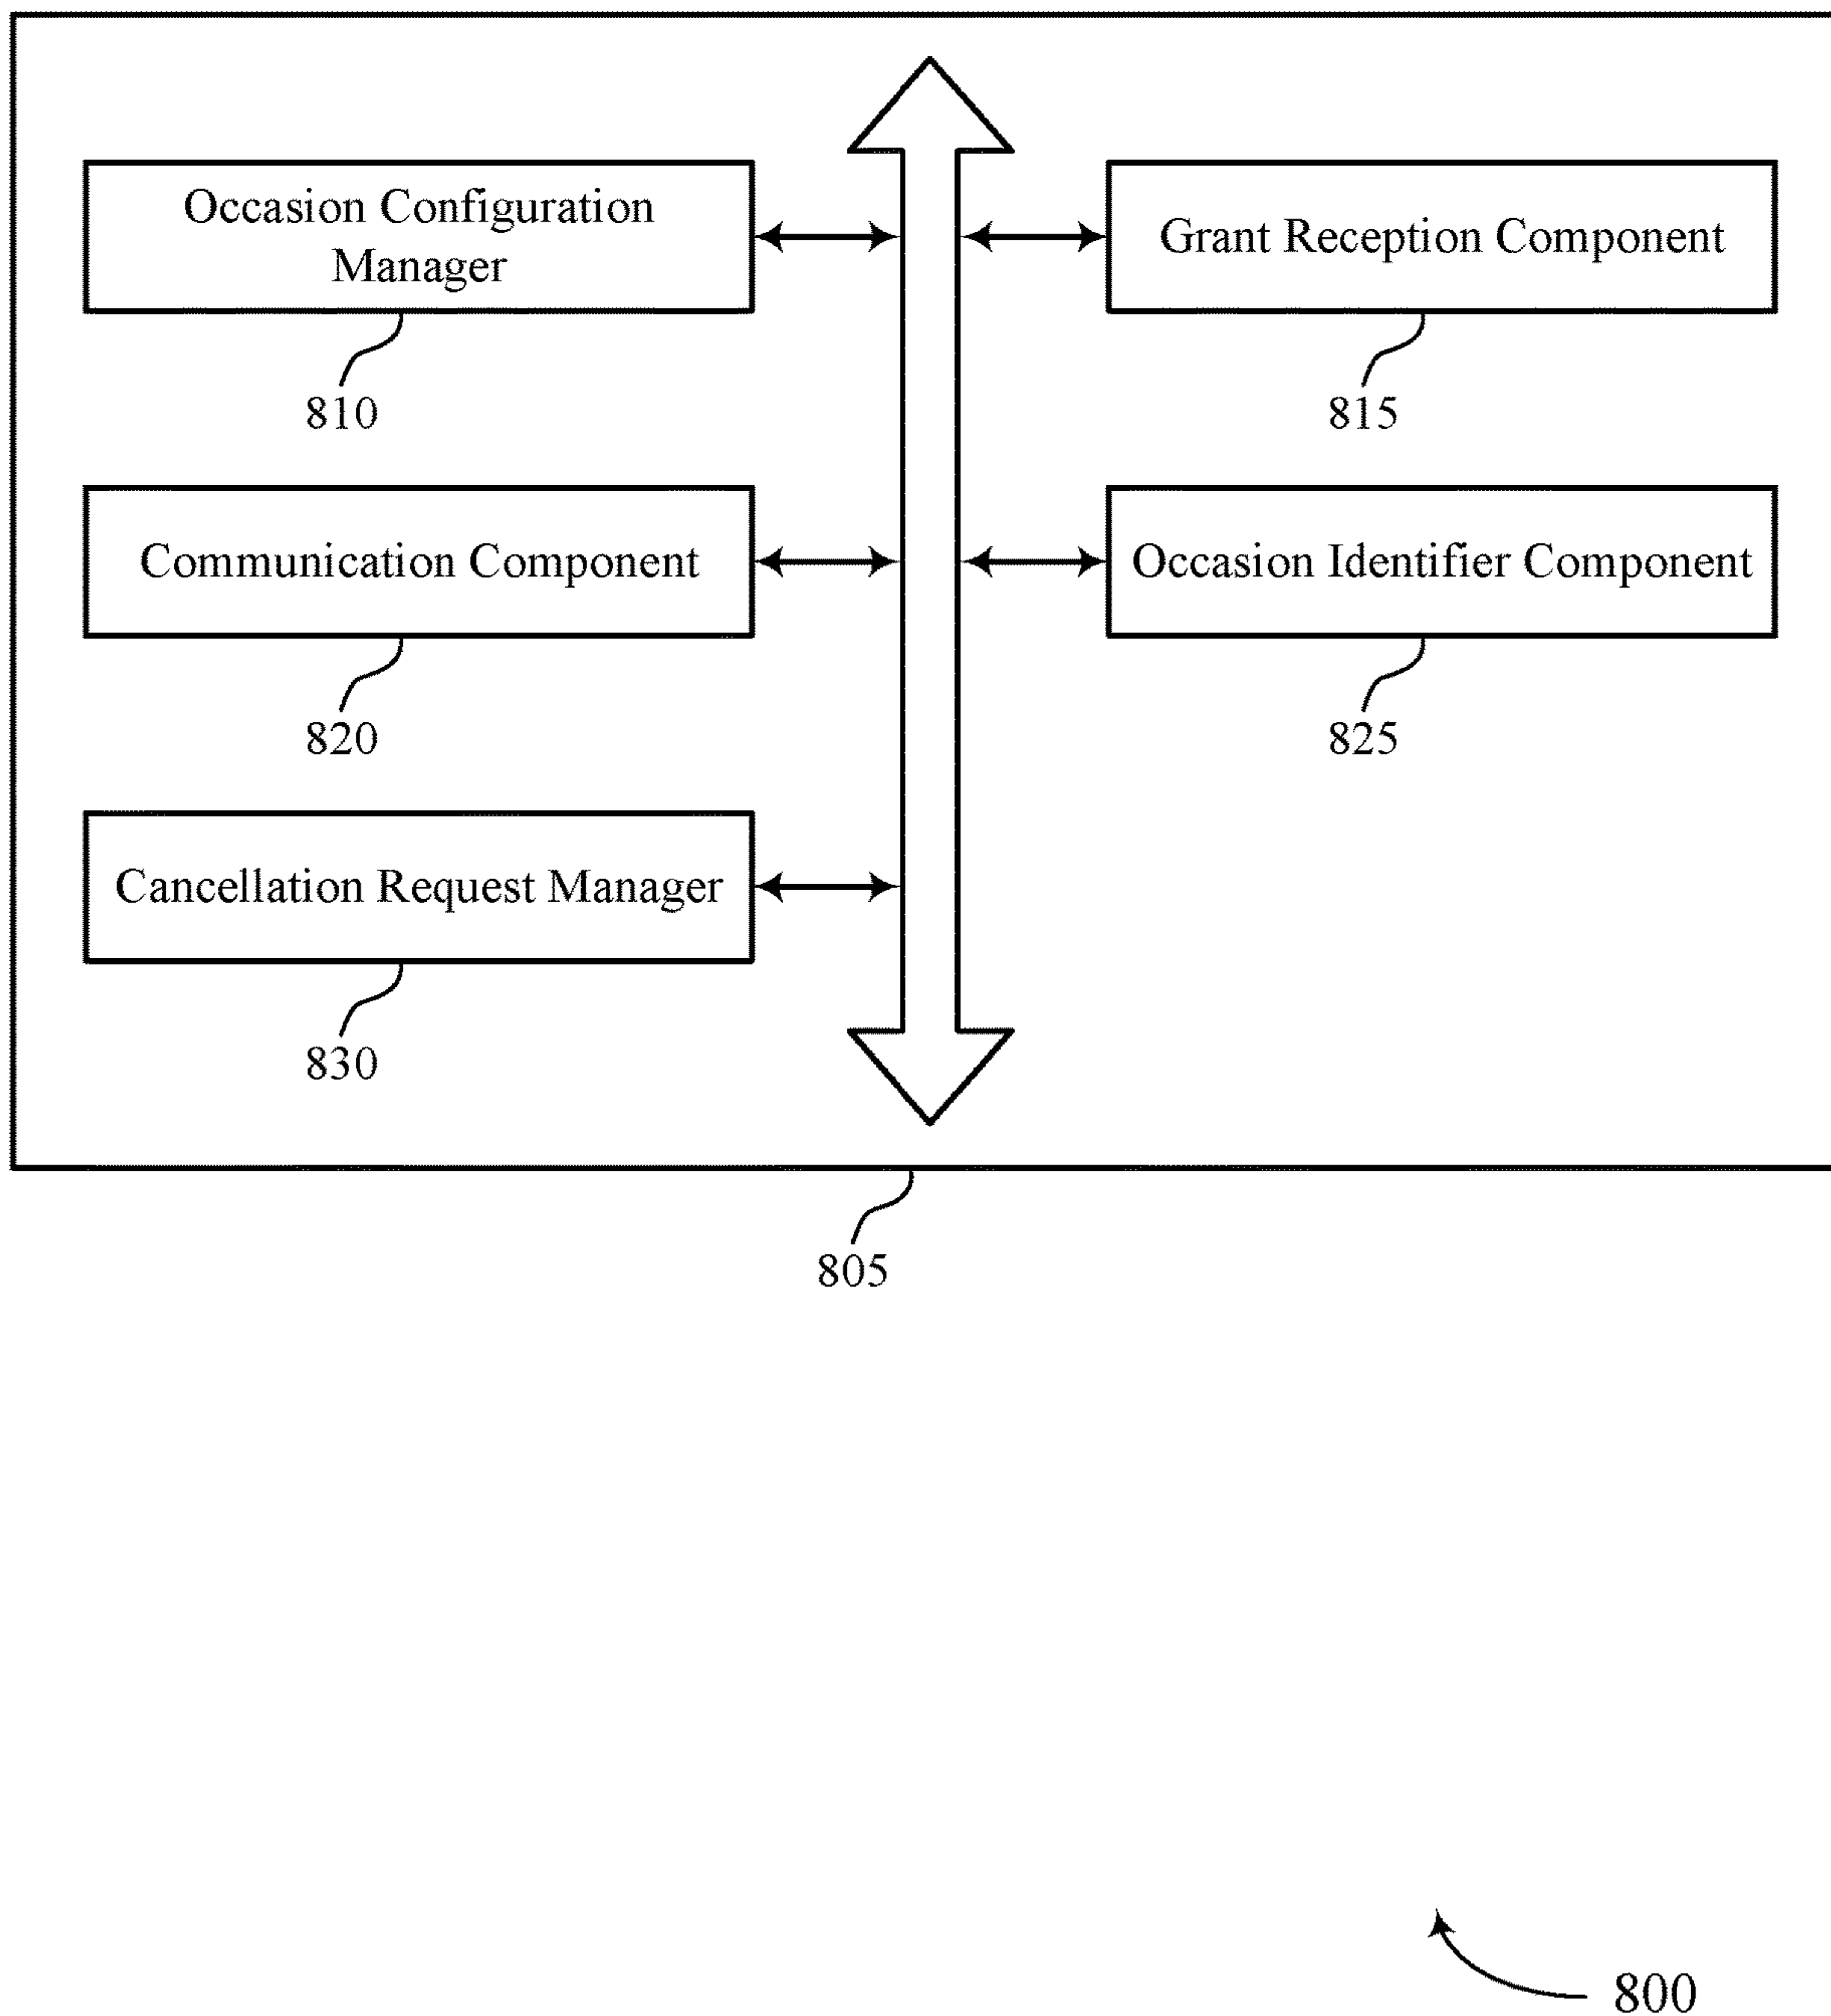 Occasion Configuration
Manager
810
Grant Reception Component
815
Communication Component
820
Occasion Identifier Component
825
Cancellation Request Manager
830
805
800